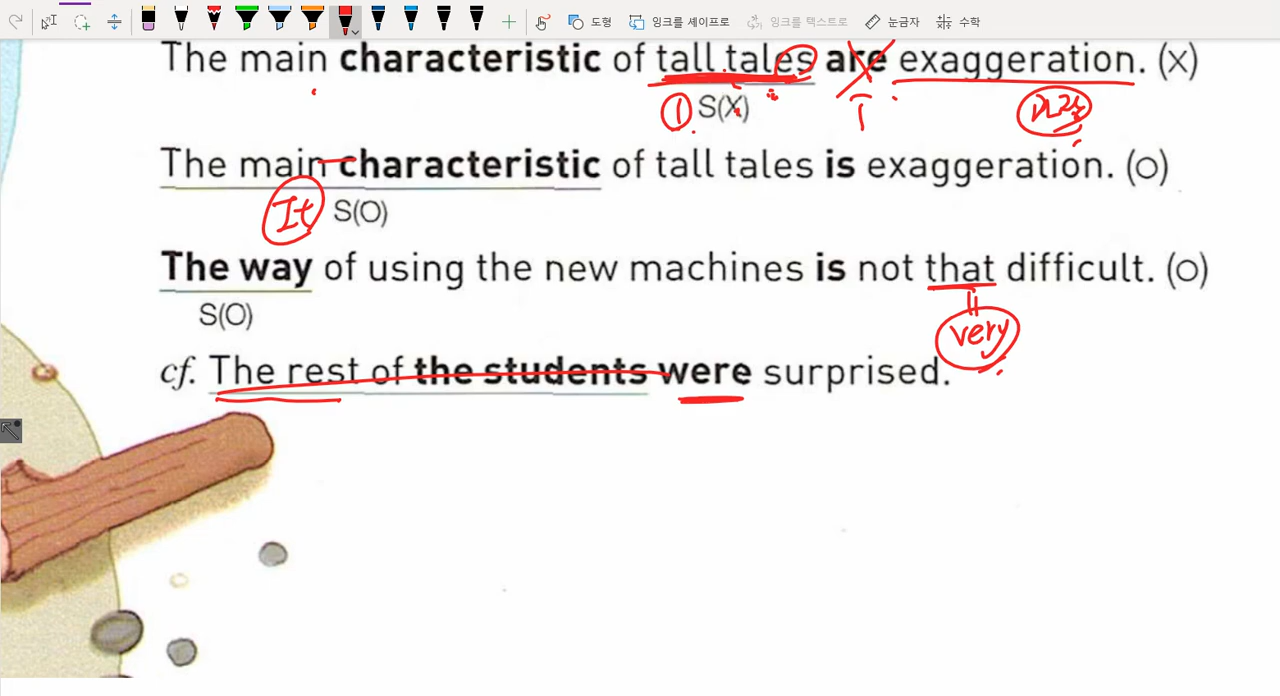 도형 잉크를 셰이프로 잉크를 텍스트로 눈금자 수학
The main characteristic of tall tales are exaggeration. (X)
① S(X)
The main characteristic of tall tales is exaggeration. (O)
It S(O)
The way of using the new machines is not that difficult. (O)
S(O)
very
cf. The rest of the students were surprised.